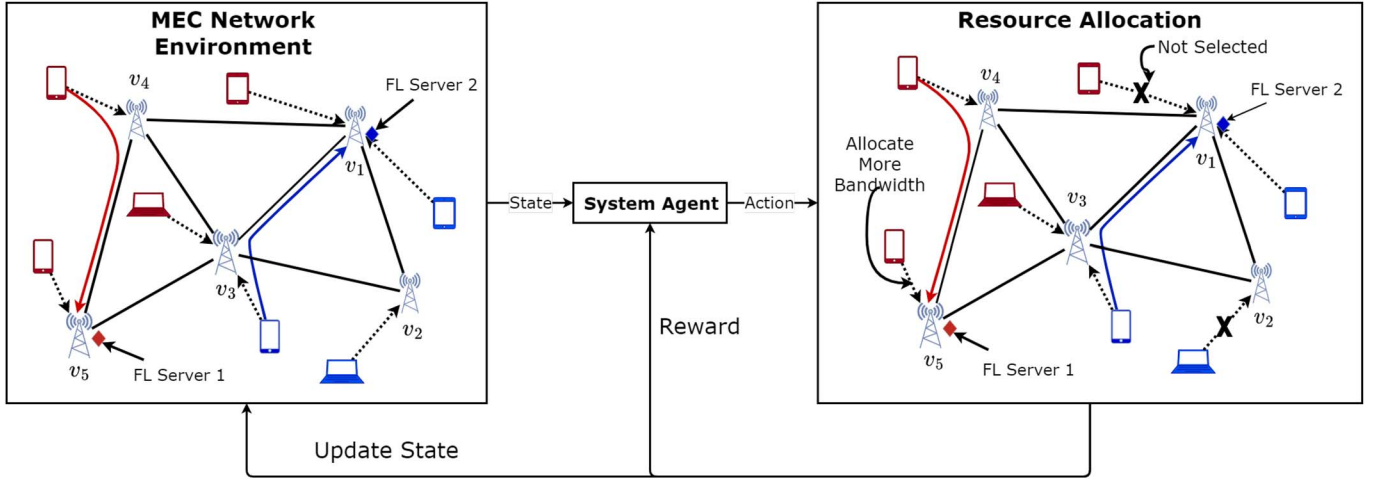 MEC Network
Environment
v4
FL Server 2
v1
v3
v2
v5
FL Server 1
State
System Agent
Action
Reward
Update State
Resource Allocation
Not Selected
v4
FL Server 2
Allocate
More
Bandwidth
v1
v3
v2
v5
FL Server 1